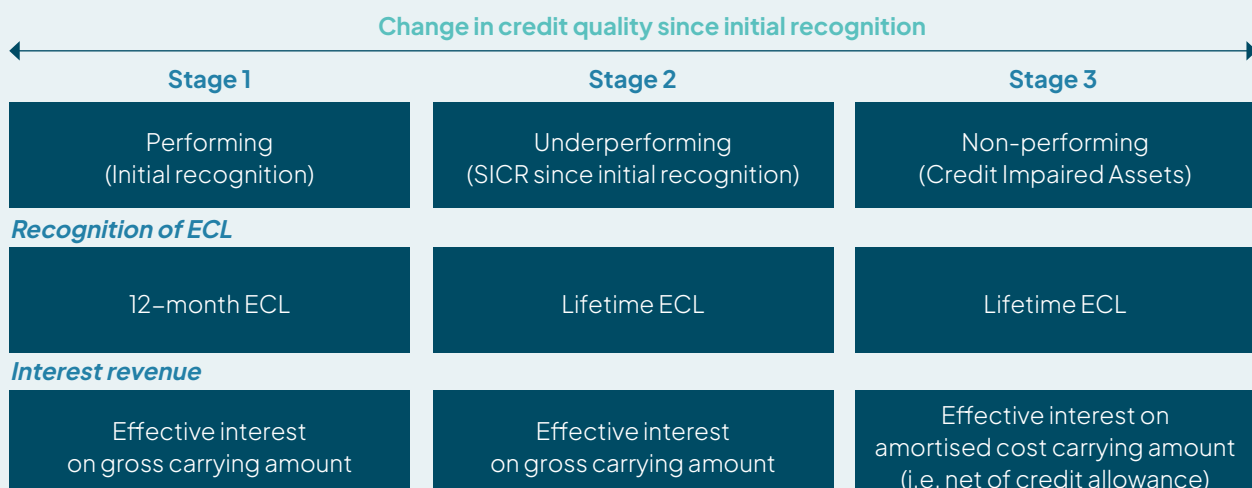 Change in credit quality since initial recognition
Stage 1
Stage 2
Stage 3
Performing
(Initial recognition)
Underperforming
(SICR since initial recognition)
Non-performing
(Credit Impaired Assets)
Recognition of ECL
12–month ECL
Lifetime ECL
Lifetime ECL
Interest revenue
Effective interest
on gross carrying amount
Effective interest
on gross carrying amount
Effective interest on
amortised cost carrying amount
(i.e. net of credit allowance)